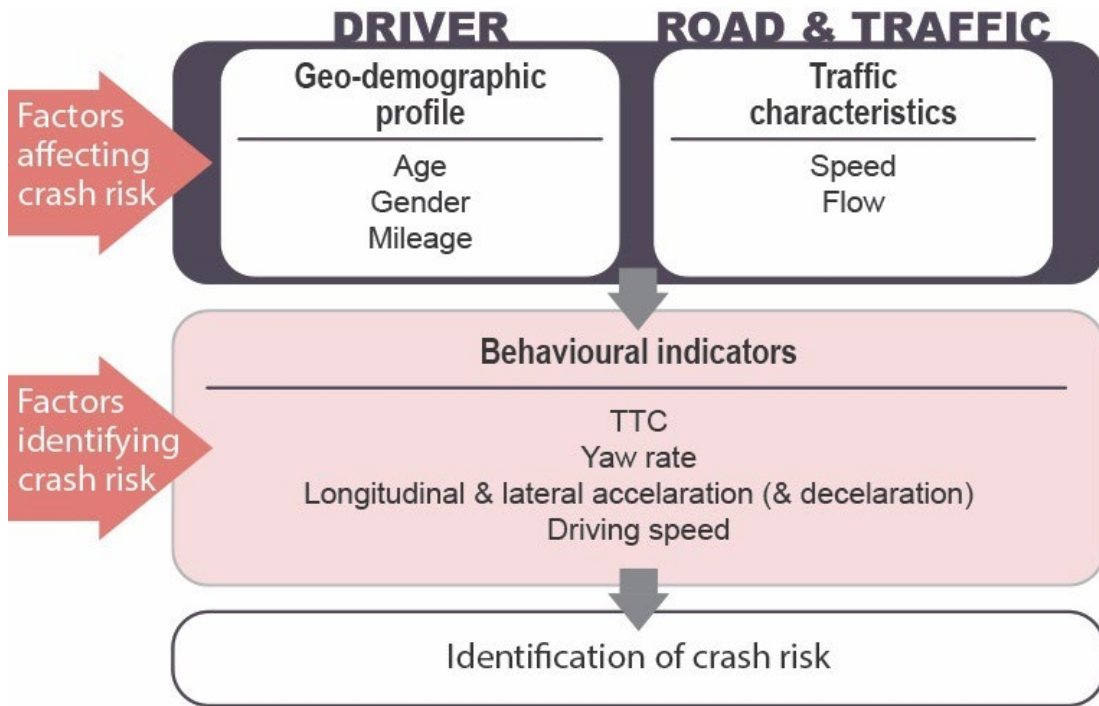 DRIVER
ROAD & TRAFFIC
Factors
affecting
crash risk
Geo-demographic
profile
Age
Gender
Mileage
Traffic
characteristics
Speed
Flow
Factors
identifying
crash risk
Behavioural indicators
TTC
Yaw rate
Longitudinal & lateral accelaration (& decelaration)
Driving speed
Identification of crash risk